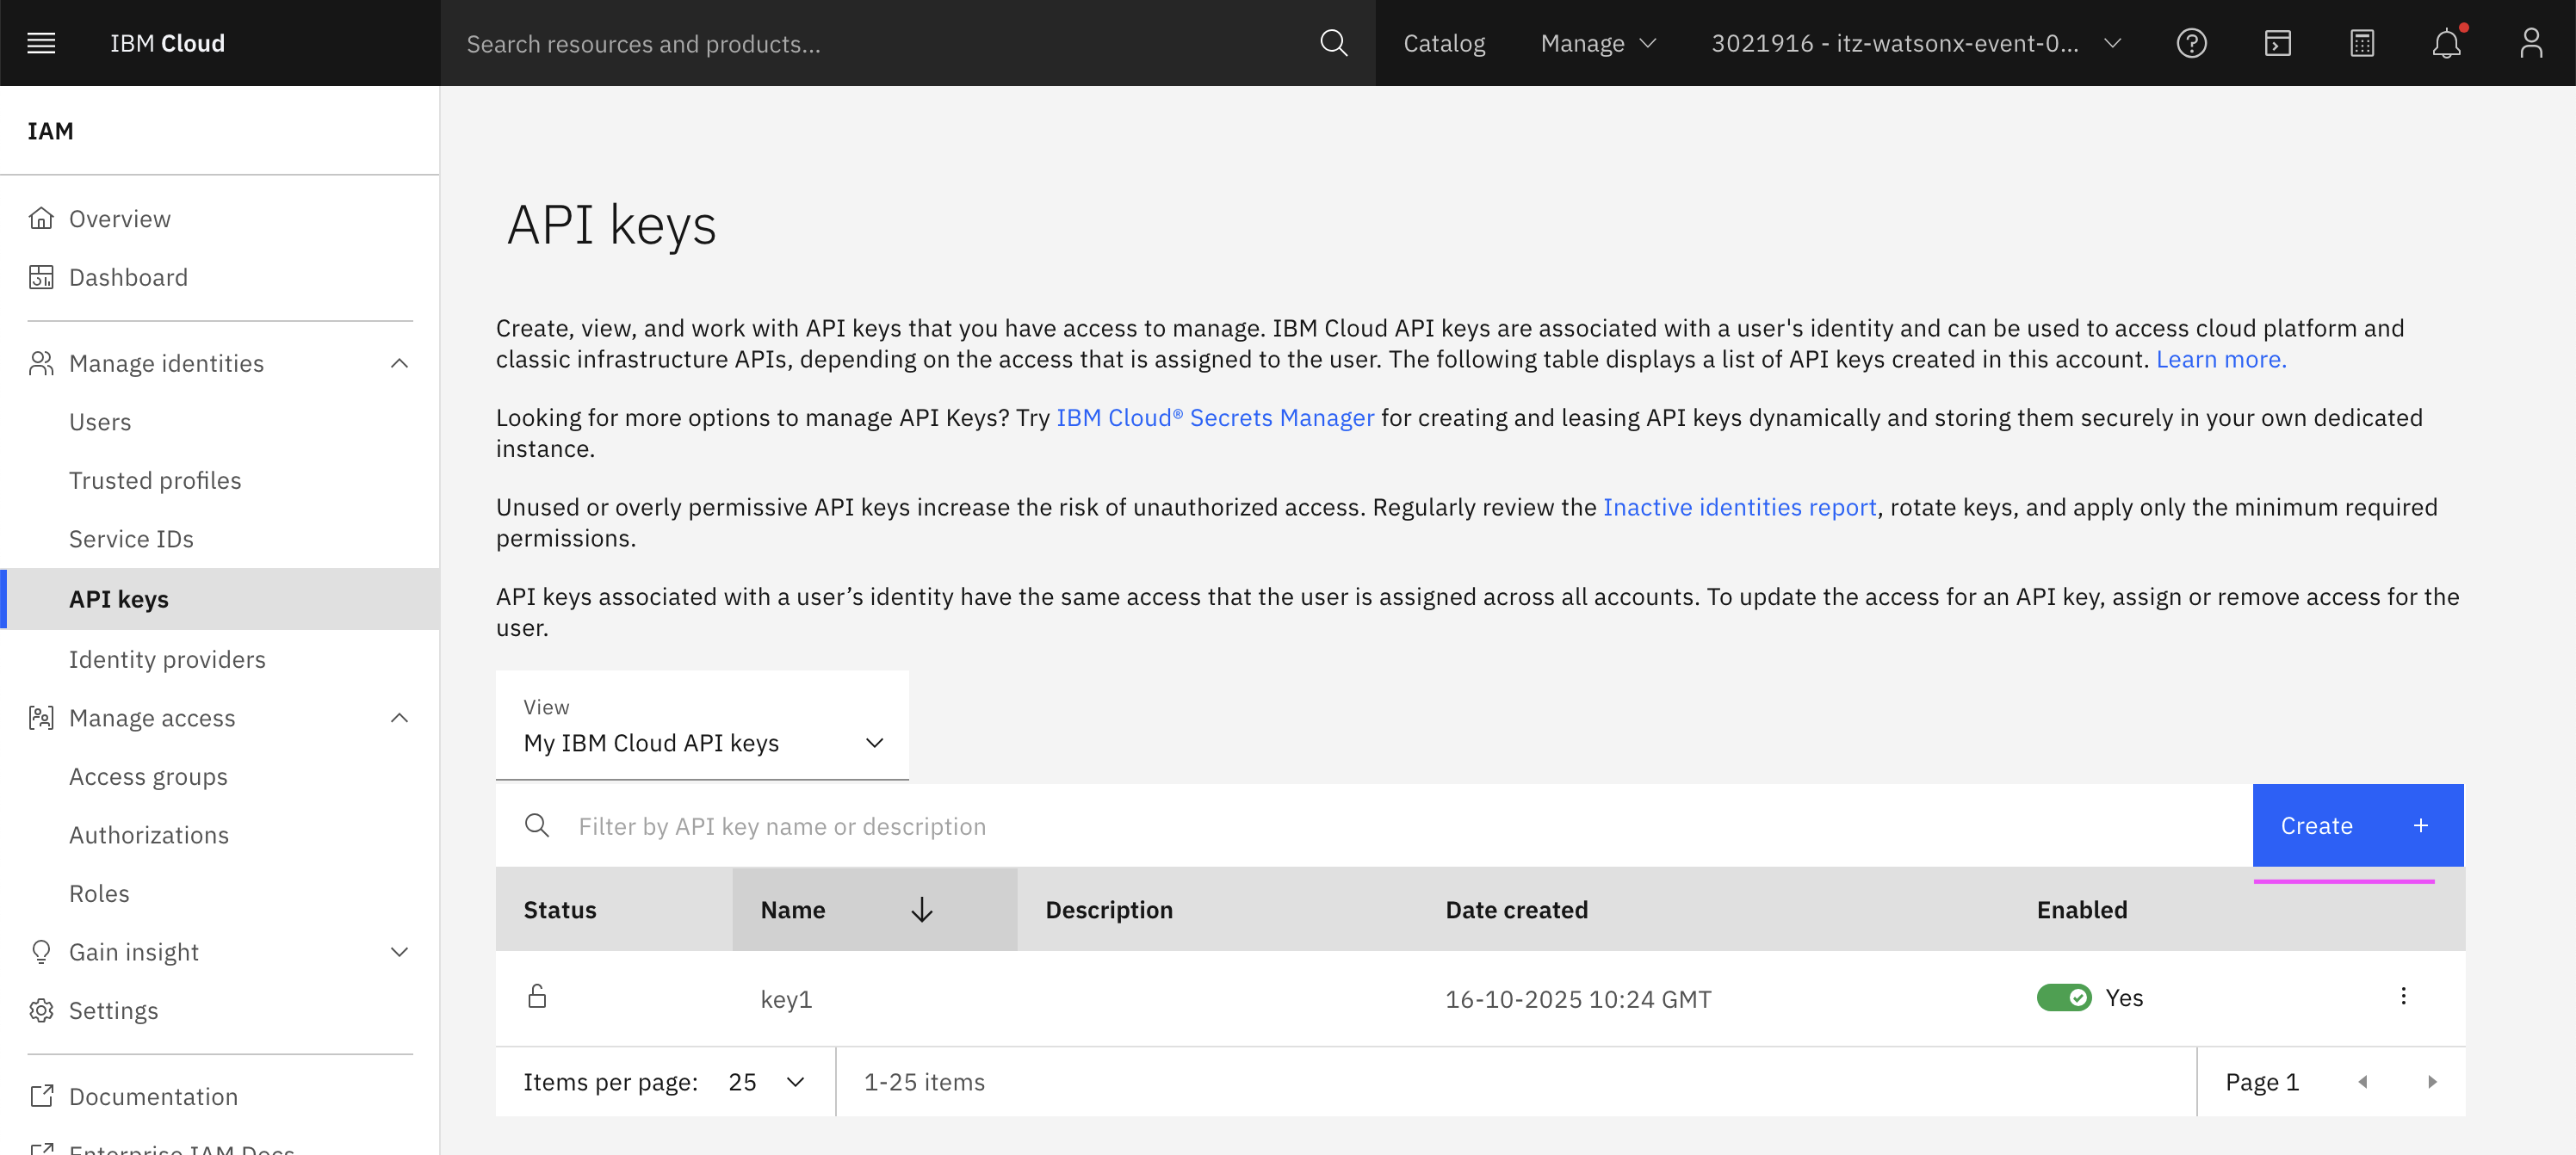 IBM Cloud
Search resources and products...
Catalog
Manage
3021916 - itz-watsonx-event-0...
IAM
Overview
Dashboard
Manage identities
Users
Trusted profiles
Service IDs
API keys
Identity providers
Manage access
Access groups
Authorizations
Roles
Gain insight
Settings
Documentation
Enterprise IAM Docs
API keys
Create, view, and work with API keys that you have access to manage. IBM Cloud API keys are associated with a user's identity and can be used to access cloud platform and
classic infrastructure APIs, depending on the access that is assigned to the user. The following table displays a list of API keys created in this account. Learn more.
Looking for more options to manage API Keys? Try IBM Cloud® Secrets Manager for creating and leasing API keys dynamically and storing them securely in your own dedicated
instance.
Unused or overly permissive API keys increase the risk of unauthorized access. Regularly review the Inactive identities report, rotate keys, and apply only the minimum required
permissions.
API keys associated with a user’s identity have the same access that the user is assigned across all accounts. To update the access for an API key, assign or remove access for the
user.
View
My IBM Cloud API keys
Filter by API key name or description
Create +
Status Name Description Date created Enabled
key1 16-10-2025 10:24 GMT Yes
Items per page: 25 1-25 items Page 1